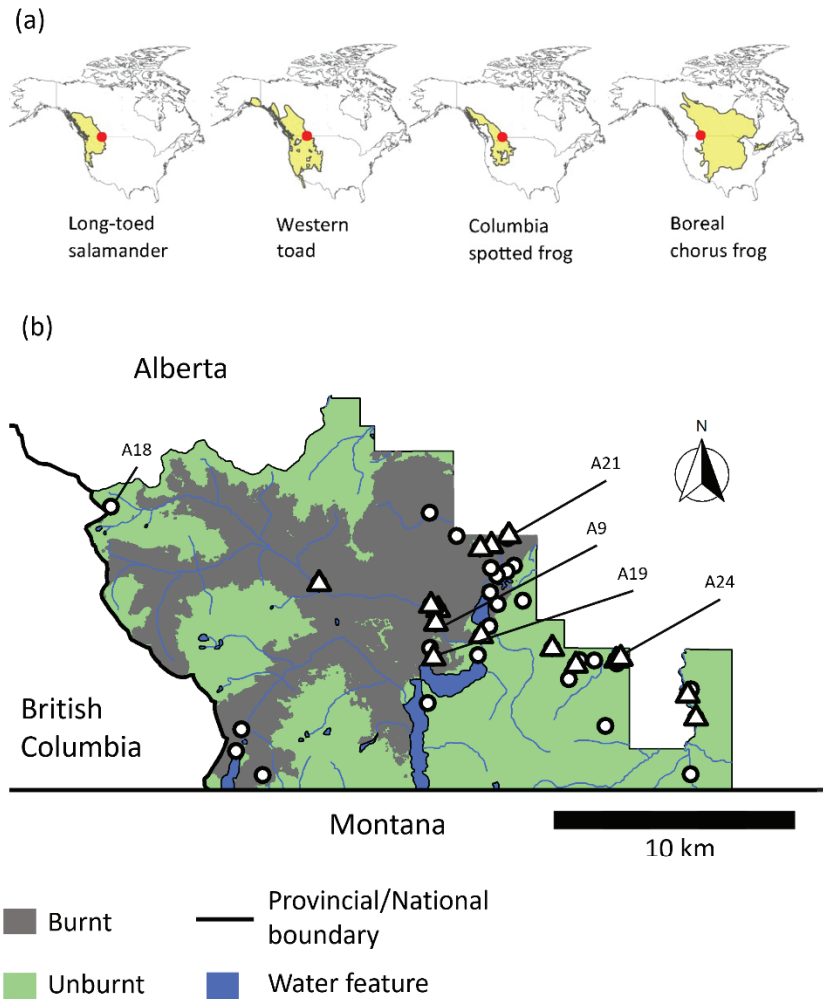 (a)
Long-toed
salamander
Western
toad
Columbia
spotted frog
Boreal
chorus frog
(b)
Alberta
A18
N
A21
A9
A19
A24
British
Columbia
Montana
10 km
Burnt
Provincial/National
boundary
Unburnt
Water feature